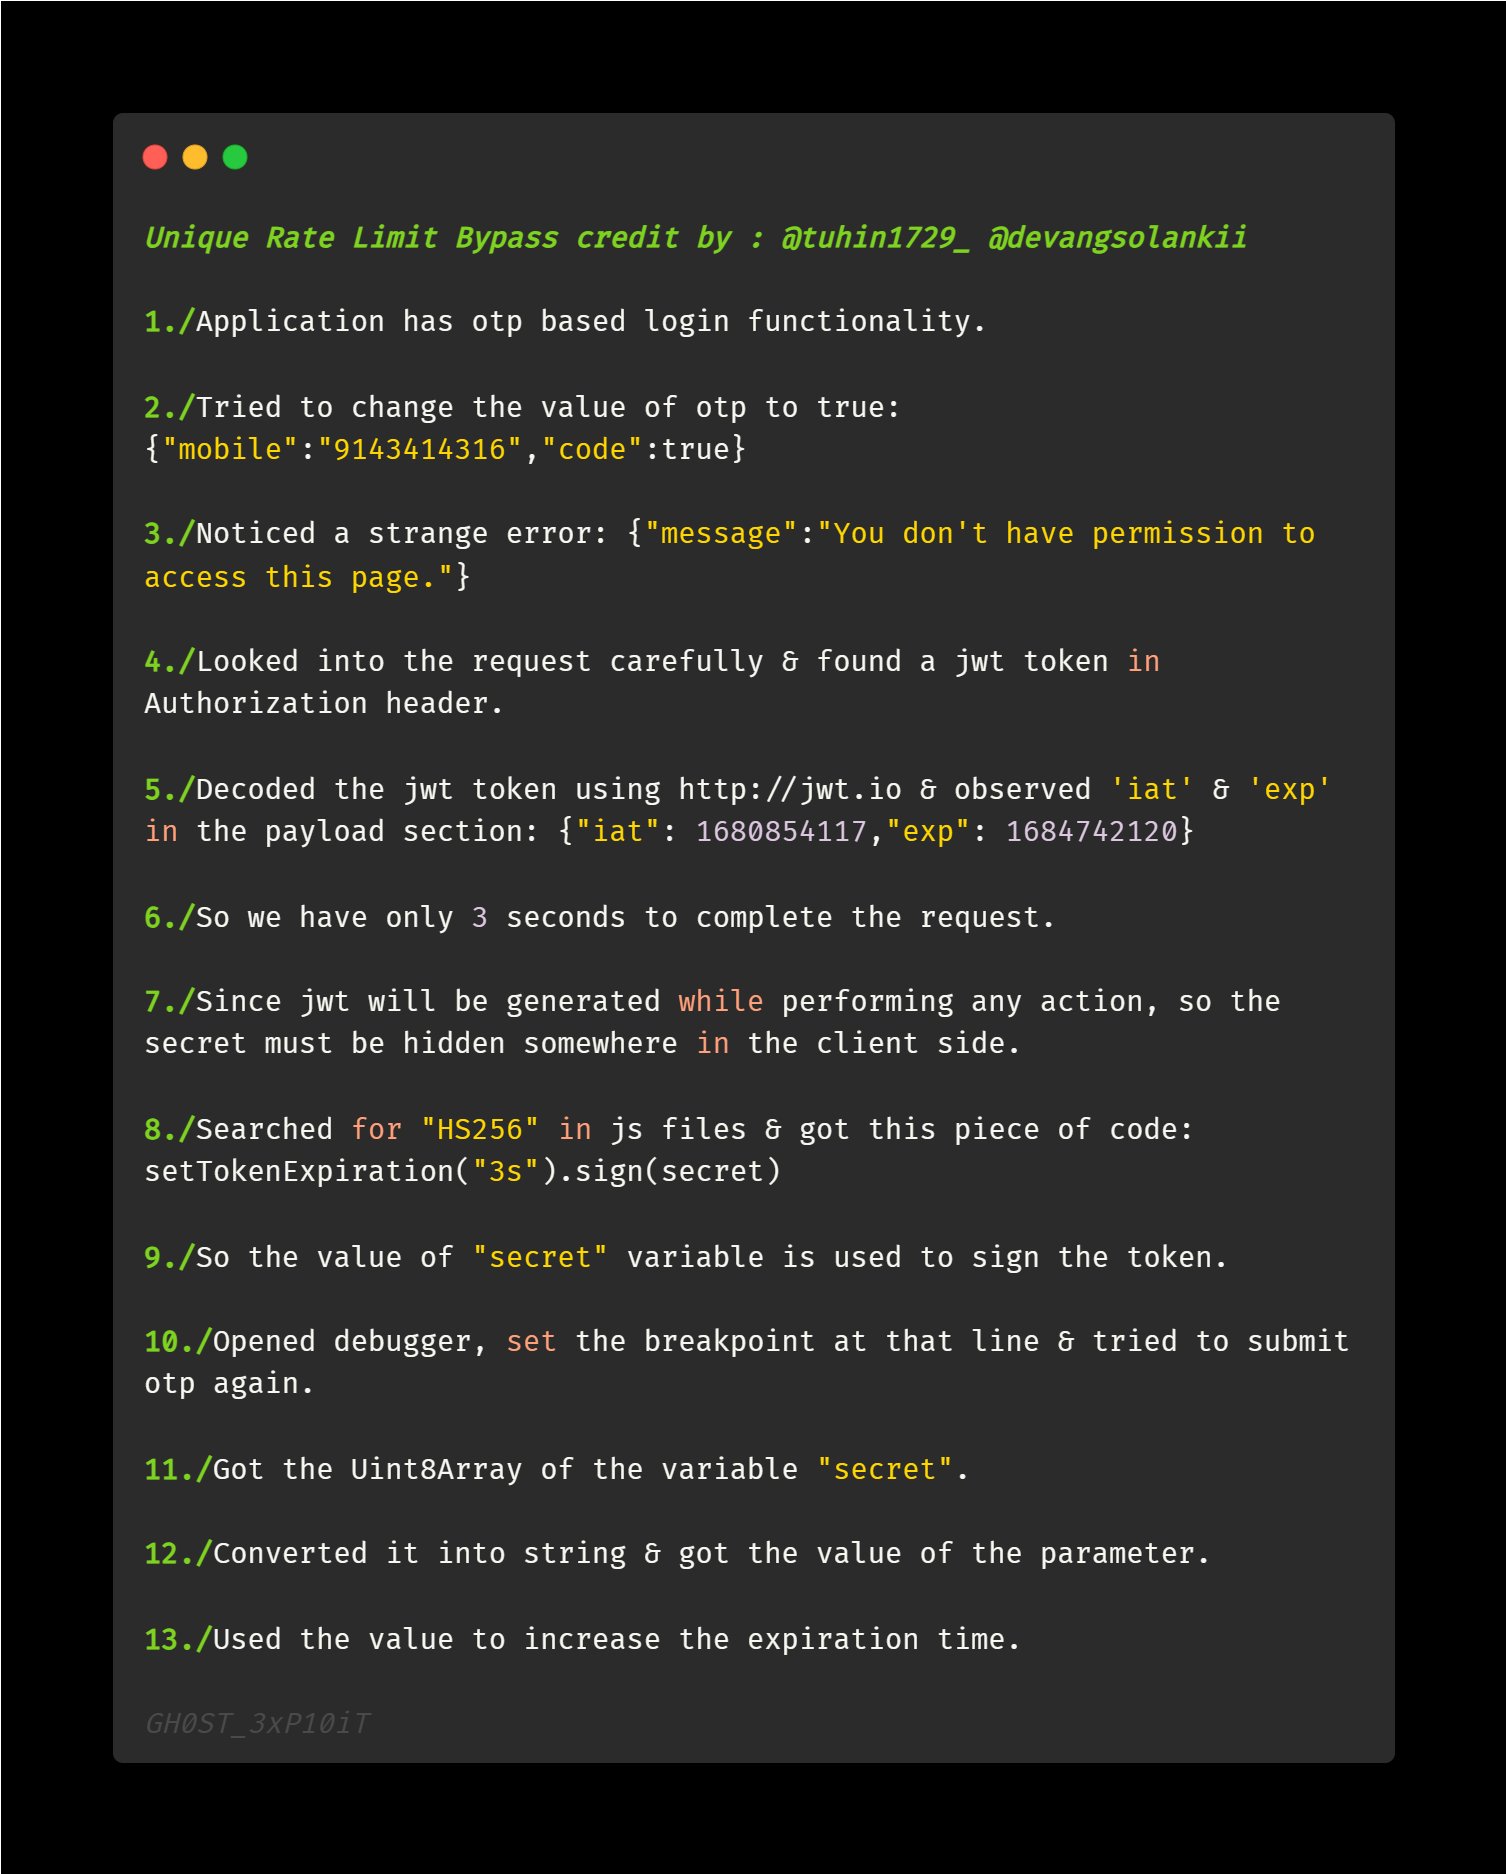 Unique Rate Limit Bypass credit by : @tuhin1729_ @devangsolankii
1./Application has otp based login functionality.
2./Tried to change the value of otp to true:
{"mobile":"9143414316","code":true}
3./Noticed a strange error: {"message":"You don't have permission to
access this page."}
4./Looked into the request carefully & found a jwt token in
Authorization header.
5./Decoded the jwt token using http://jwt.io & observed 'iat' & 'exp'
in the payload section: {"iat": 1680854117,"exp": 1684742120}
6./So we have only 3 seconds to complete the request.
7./Since jwt will be generated while performing any action, so the
secret must be hidden somewhere in the client side.
8./Searched for "HS256" in js files & got this piece of code:
setTokenExpiration("3s").sign(secret)
9./So the value of "secret" variable is used to sign the token.
10./Opened debugger, set the breakpoint at that line & tried to submit
otp again.
11./Got the Uint8Array of the variable "secret".
12./Converted it into string & got the value of the parameter.
13./Used the value to increase the expiration time.
GH0ST_3xP10iT